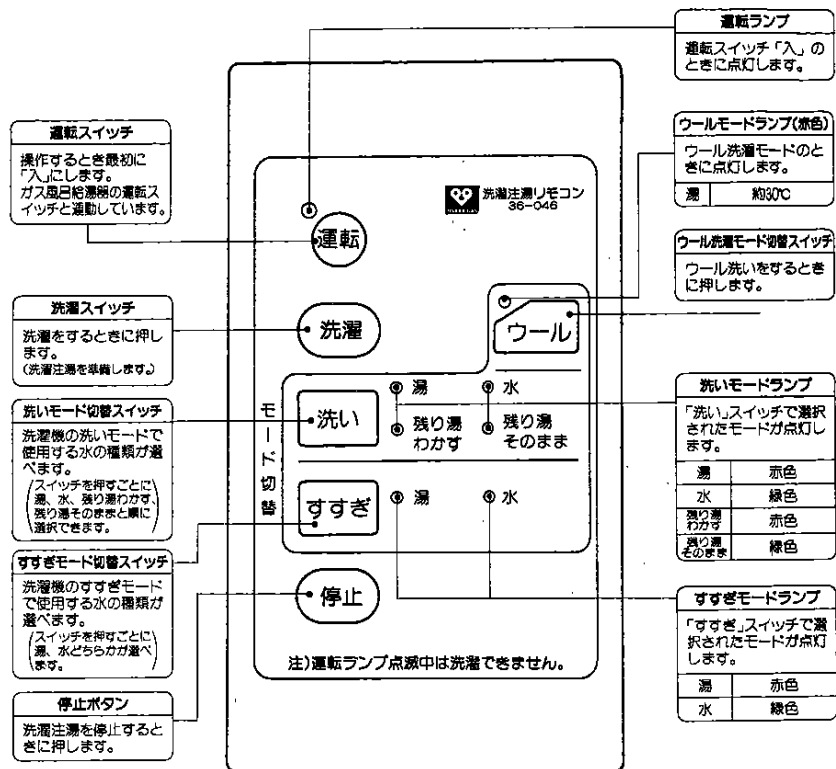 運転スイッチ
操作するとき最初に
「入」にします。
ガス風呂給湯器の運転ス
イッチと連動しています。
洗濯スイッチ
洗濯をするときに押し
ます。
(洗濯注湯を準備します。)
洗いモード切替スイッチ
洗濯機の洗いモードで
使用する水の種類が選
べます。
(スイッチを押すごとに
湯、水、残り湯わかす、
残り湯そのままと順に
選択できます。)
すすぎモード切替スイッチ
洗濯機のすすぎモード
で使用する水の種類が
選べます。
(スイッチを押すごとに
湯、水どちらかが選べ
ます。)
停止ボタン
洗濯注湯を停止すると
きに押します。
洗濯注湯リモコン
36-046
運転
洗濯
ウール
モード切替
洗い
湯
水
残り湯
わかす
残り湯
そのまま
すすぎ
湯
水
停止
注)運転ランプ点滅中は洗濯できません。
運転ランプ
運転スイッチ「入」の
ときに点灯します。
ウールモードランプ(赤色)
ウール洗濯モードのと
きに点灯します。
湯 約30℃
ウール洗濯モード切替スイッチ
ウール洗いをするとき
に押します。
洗いモードランプ
「洗い」スイッチで選択
されたモードが点灯し
ます。
湯 赤色
水 緑色
残り湯
わかす 赤色
残り湯
そのまま 緑色
すすぎモードランプ
「すすぎ」スイッチで選
択されたモードが点灯
します。
湯 赤色
水 緑色